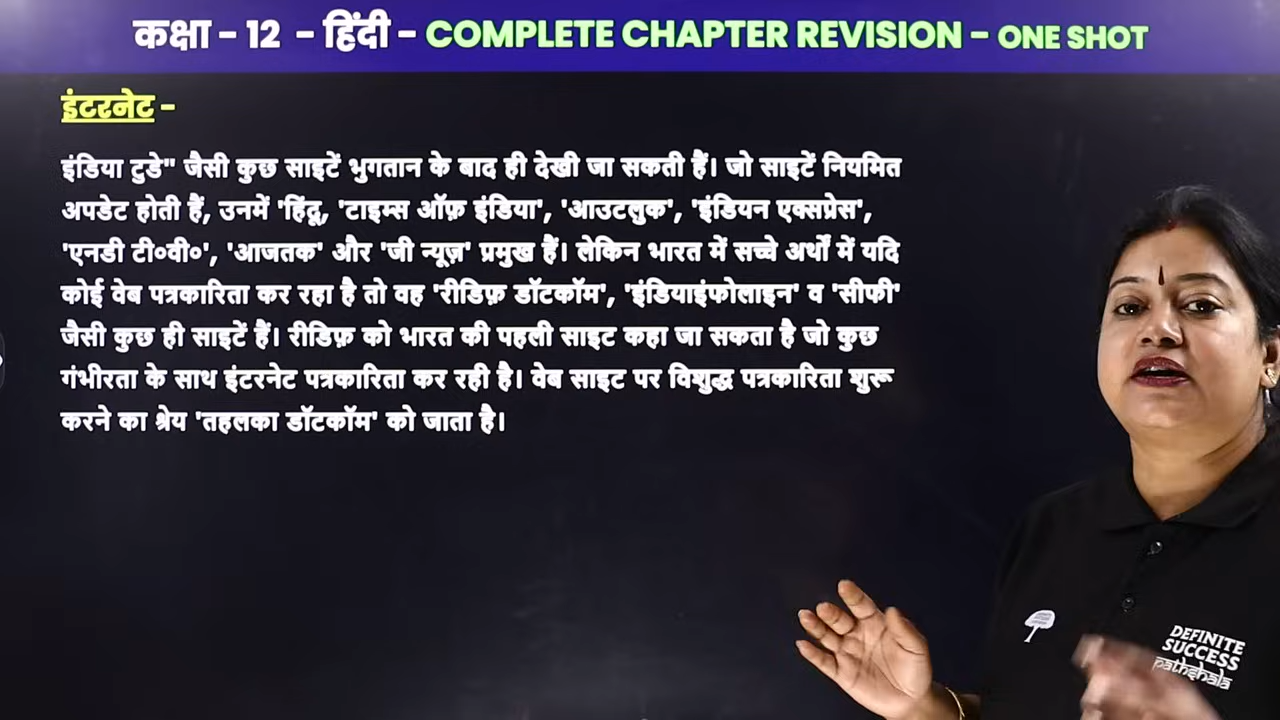 कक्षा - 12 - हिंदी - COMPLETE CHAPTER REVISION - ONE SHOT
इंटरनेट -
इंडिया टुडे" जैसी कुछ साइटें भुगतान के बाद ही देखी जा सकती हैं। जो साइटें नियमित
अपडेट होती हैं, उनमें 'हिंदू, 'टाइम्स ऑफ़ इंडिया', 'आउटलुक', 'इंडियन एक्सप्रेस',
'एनडी टी०वी०', 'आजतक' और 'जी न्यूज़' प्रमुख हैं। लेकिन भारत में सच्चे अर्थों में यदि
कोई वेब पत्रकारिता कर रहा है तो वह 'रीडिफ़ डॉटकॉम', 'इंडियाइंफोलाइन' व 'सीफी'
जैसी कुछ ही साइटें हैं। रीडिफ़ को भारत की पहली साइट कहा जा सकता है जो कुछ
गंभीरता के साथ इंटरनेट पत्रकारिता कर रही है। वेब साइट पर विशुद्ध पत्रकारिता शुरू
करने का श्रेय 'तहलका डॉटकॉम' को जाता है।
DEFINITE
SUCCESS
pathshala